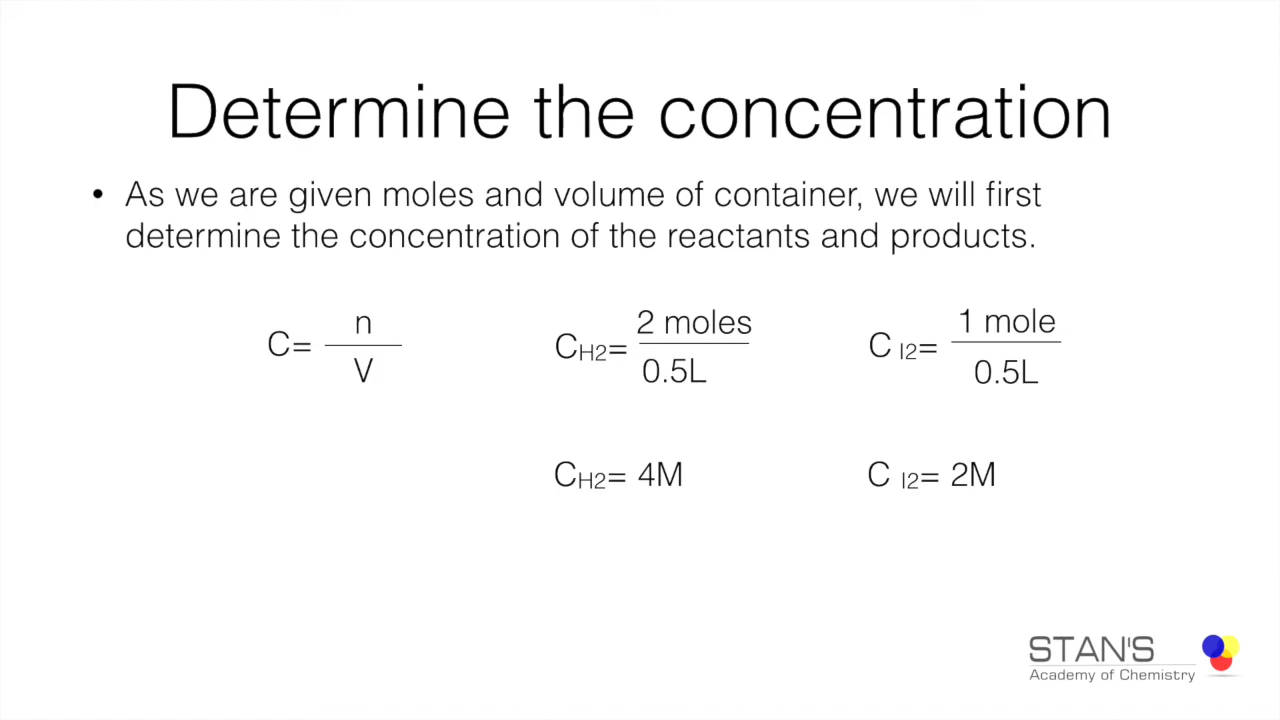 Determine the concentration
• As we are given moles and volume of container, we will first
determine the concentration of the reactants and products.
C= n/V
CH2= 2 moles/0.5L
C I2= 1 mole/0.5L
CH2= 4M
C I2= 2M
STAN'S
Academy of Chemistry